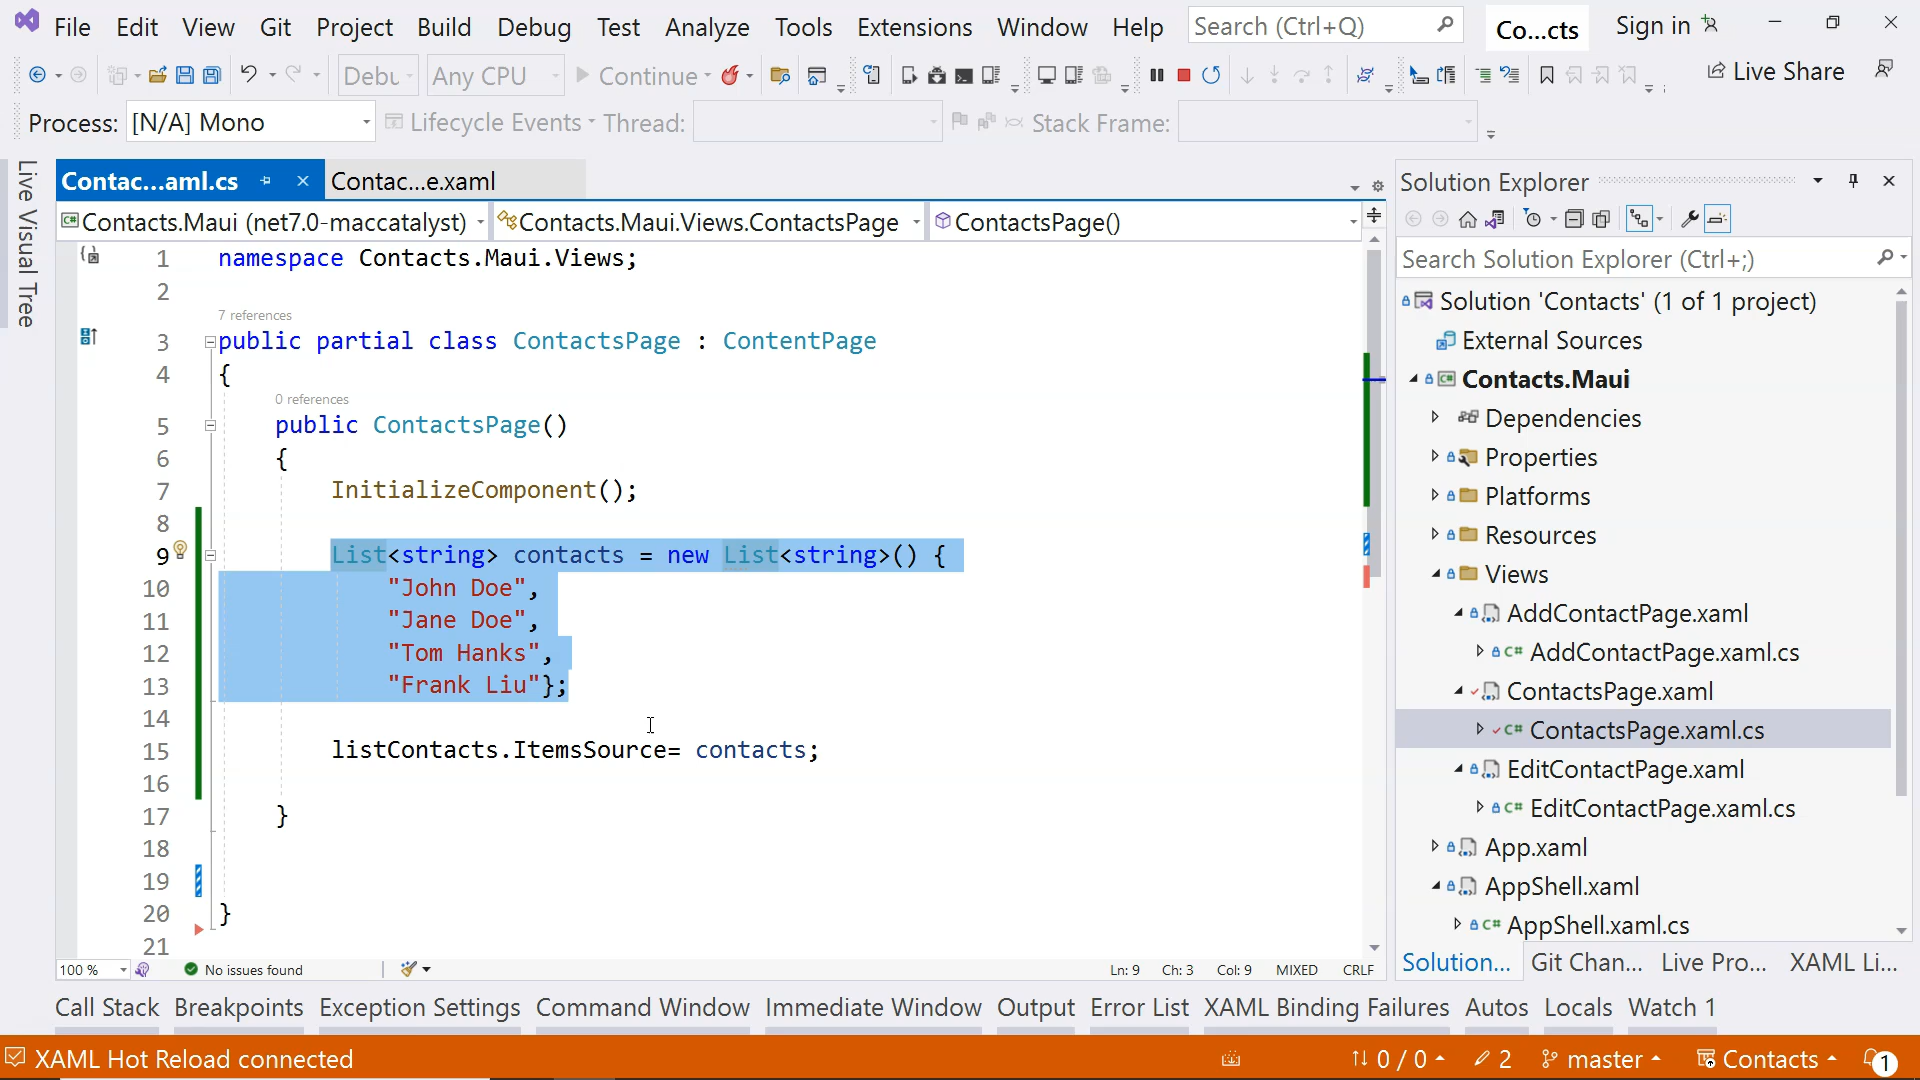 File Edit View Git Project Build Debug Test Analyze Tools Extensions Window Help Search (Ctrl+Q) Co...cts Sign in
Debu Any CPU Continue Live Share
Process: [N/A] Mono Lifecycle Events Thread: Stack Frame:
Live Visual Tree
Contac...aml.cs Contac...e.xaml
Contacts.Maui (net7.0-maccatalyst) Contacts.Maui.Views.ContactsPage ContactsPage()
1 namespace Contacts.Maui.Views;
2
7 references
3 public partial class ContactsPage : ContentPage
4 {
0 references
5 public ContactsPage()
6 {
7 InitializeComponent();
8
9 List<string> contacts = new List<string>() {
10 "John Doe",
11 "Jane Doe",
12 "Tom Hanks",
13 "Frank Liu"};
14
15 listContacts.ItemsSource= contacts;
16
17 }
18
19
20 }
21
100 % No issues found Ln: 9 Ch: 3 Col: 9 MIXED CRLF
Solution Explorer
Search Solution Explorer (Ctrl+;)
Solution 'Contacts' (1 of 1 project)
External Sources
Contacts.Maui
Dependencies
Properties
Platforms
Resources
Views
AddContactPage.xaml
C# AddContactPage.xaml.cs
ContactsPage.xaml
C# ContactsPage.xaml.cs
EditContactPage.xaml
C# EditContactPage.xaml.cs
App.xaml
AppShell.xaml
C# AppShell.xaml.cs
Solution... Git Chan... Live Pro... XAML Li...
Call Stack Breakpoints Exception Settings Command Window Immediate Window Output Error List XAML Binding Failures Autos Locals Watch 1
XAML Hot Reload connected 0 / 0 2 master Contacts 1